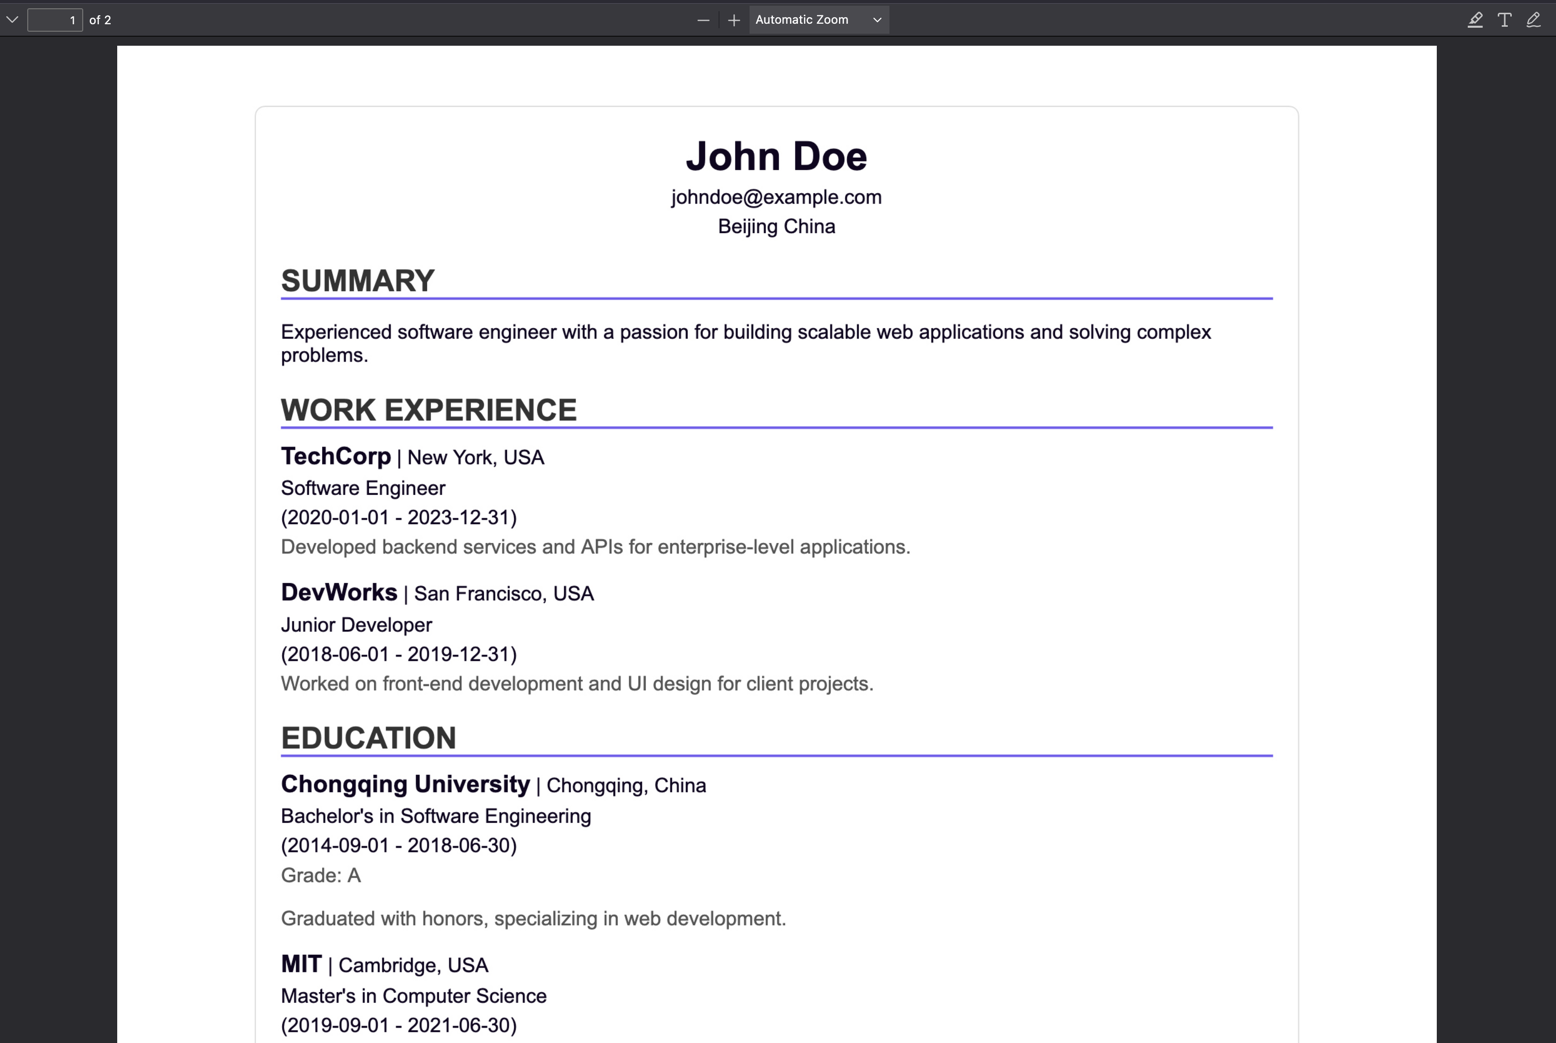 1 of 2
Automatic Zoom
John Doe
johndoe@example.com
Beijing China
SUMMARY
Experienced software engineer with a passion for building scalable web applications and solving complex
problems.
WORK EXPERIENCE
TechCorp | New York, USA
Software Engineer
(2020-01-01 - 2023-12-31)
Developed backend services and APIs for enterprise-level applications.
DevWorks | San Francisco, USA
Junior Developer
(2018-06-01 - 2019-12-31)
Worked on front-end development and UI design for client projects.
EDUCATION
Chongqing University | Chongqing, China
Bachelor's in Software Engineering
(2014-09-01 - 2018-06-30)
Grade: A
Graduated with honors, specializing in web development.
MIT | Cambridge, USA
Master's in Computer Science
(2019-09-01 - 2021-06-30)